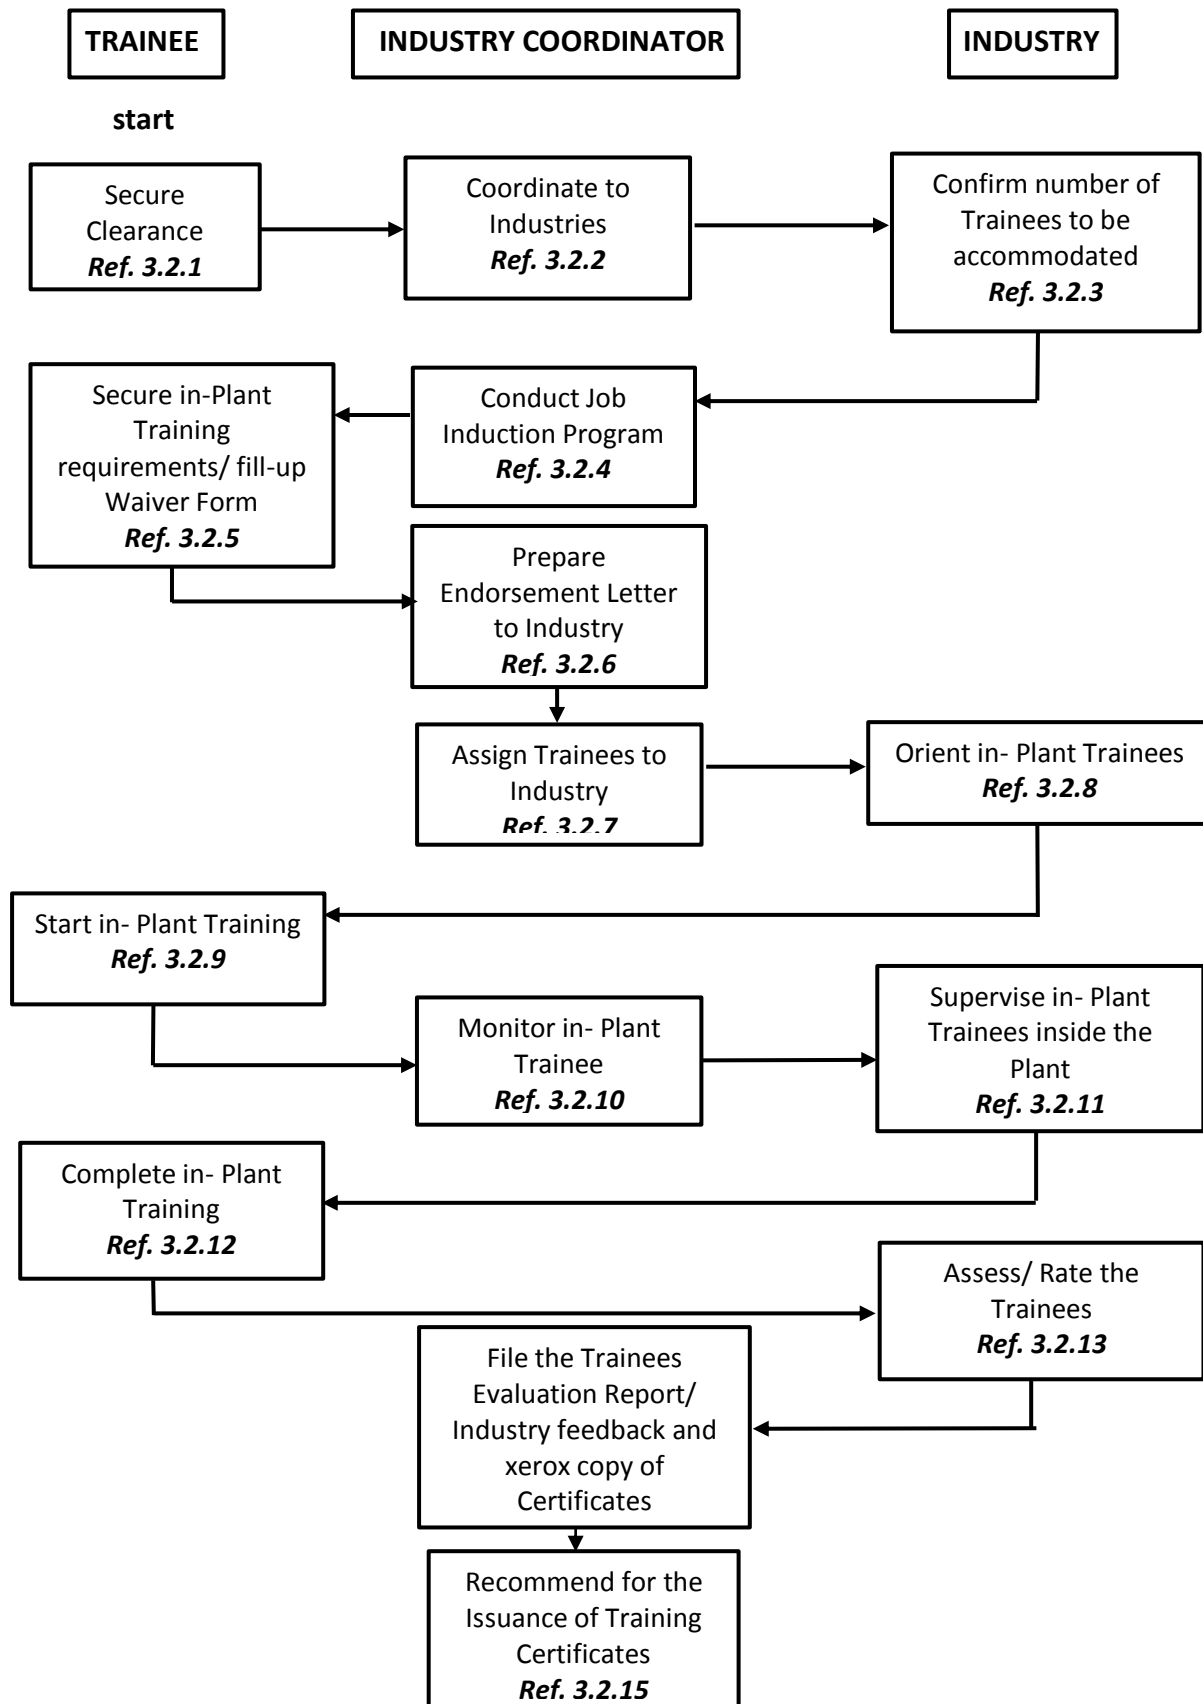 TRAINEE
INDUSTRY COORDINATOR
INDUSTRY
start
Secure
Clearance
Ref. 3.2.1
Coordinate to
Industries
Ref. 3.2.2
Confirm number of
Trainees to be
accommodated
Ref. 3.2.3
Conduct Job
Induction Program
Ref. 3.2.4
Secure in-Plant
Training
requirements/ fill-up
Waiver Form
Ref. 3.2.5
Prepare
Endorsement Letter
to Industry
Ref. 3.2.6
Assign Trainees to
Industry
Ref. 3.2.7
Orient in- Plant Trainees
Ref. 3.2.8
Start in- Plant Training
Ref. 3.2.9
Monitor in- Plant
Trainee
Ref. 3.2.10
Supervise in- Plant
Trainees inside the
Plant
Ref. 3.2.11
Complete in- Plant
Training
Ref. 3.2.12
Assess/ Rate the
Trainees
Ref. 3.2.13
File the Trainees
Evaluation Report/
Industry feedback and
xerox copy of
Certificates
Recommend for the
Issuance of Training
Certificates
Ref. 3.2.15